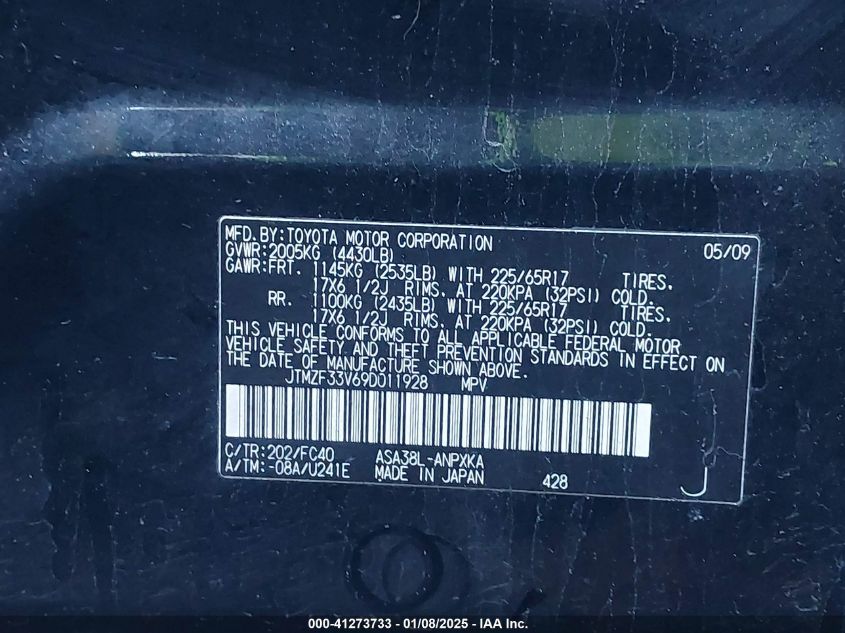 MFD.BY:TOYOTA MOTOR CORPORATION 05/09
GVWR:2005KG (4430LB)
GAWR:FRT. 1145KG (2535LB) WITH 225/65R17 TIRES.
17X6 1/2J RIMS. AT 220KPA (32PSI) COLD.
RR. 1100KG (2435LB) WITH 225/65R17 TIRES.
17X6 1/2J RIMS. AT 220KPA (32PSI) COLD.
THIS VEHICLE CONFORMS TO ALL APPLICABLE FEDERAL MOTOR
VEHICLE SAFETY AND THEFT PREVENTION STANDARDS IN EFFECT ON
THE DATE OF MANUFACTURE SHOWN ABOVE.
JTMZF33V69D011928 MPV
C/TR:202/FC40 ASA38L-ANPXKA
A/TM:-08A/U241E MADE IN JAPAN 428
J
000-41273733 - 01/08/2025 - IAA Inc.